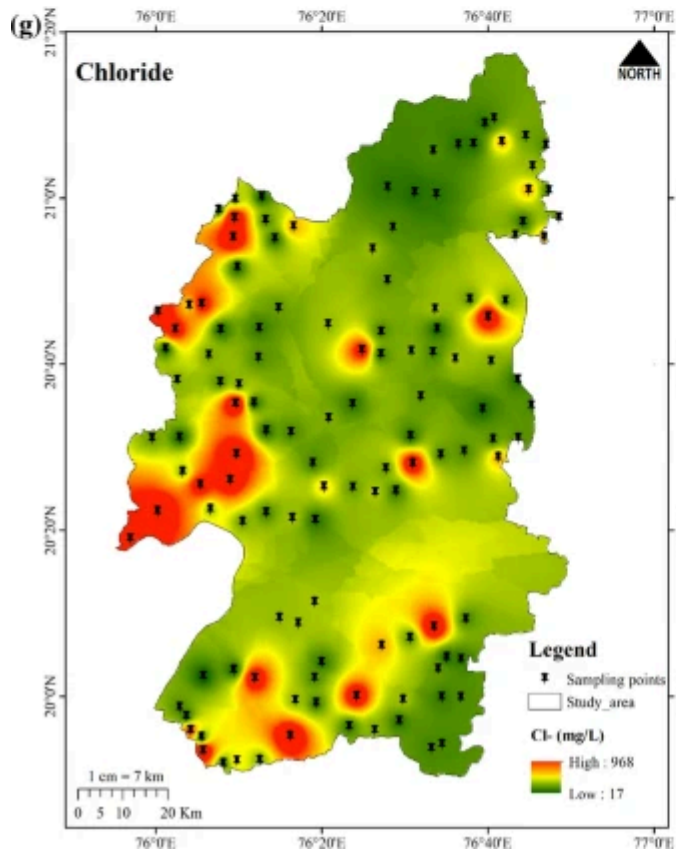 (g)
76°0'E 76°20'E 76°40'E 77°0'E
21°20'N
Chloride
NORTH
21°0'N
20°40'N
20°20'N
20°0'N
Legend
Sampling points
Study_area
Cl- (mg/L)
High : 968
Low : 17
1 cm = 7 km
0 5 10 20 Km
76°0'E 76°20'E 76°40'E 77°0'E